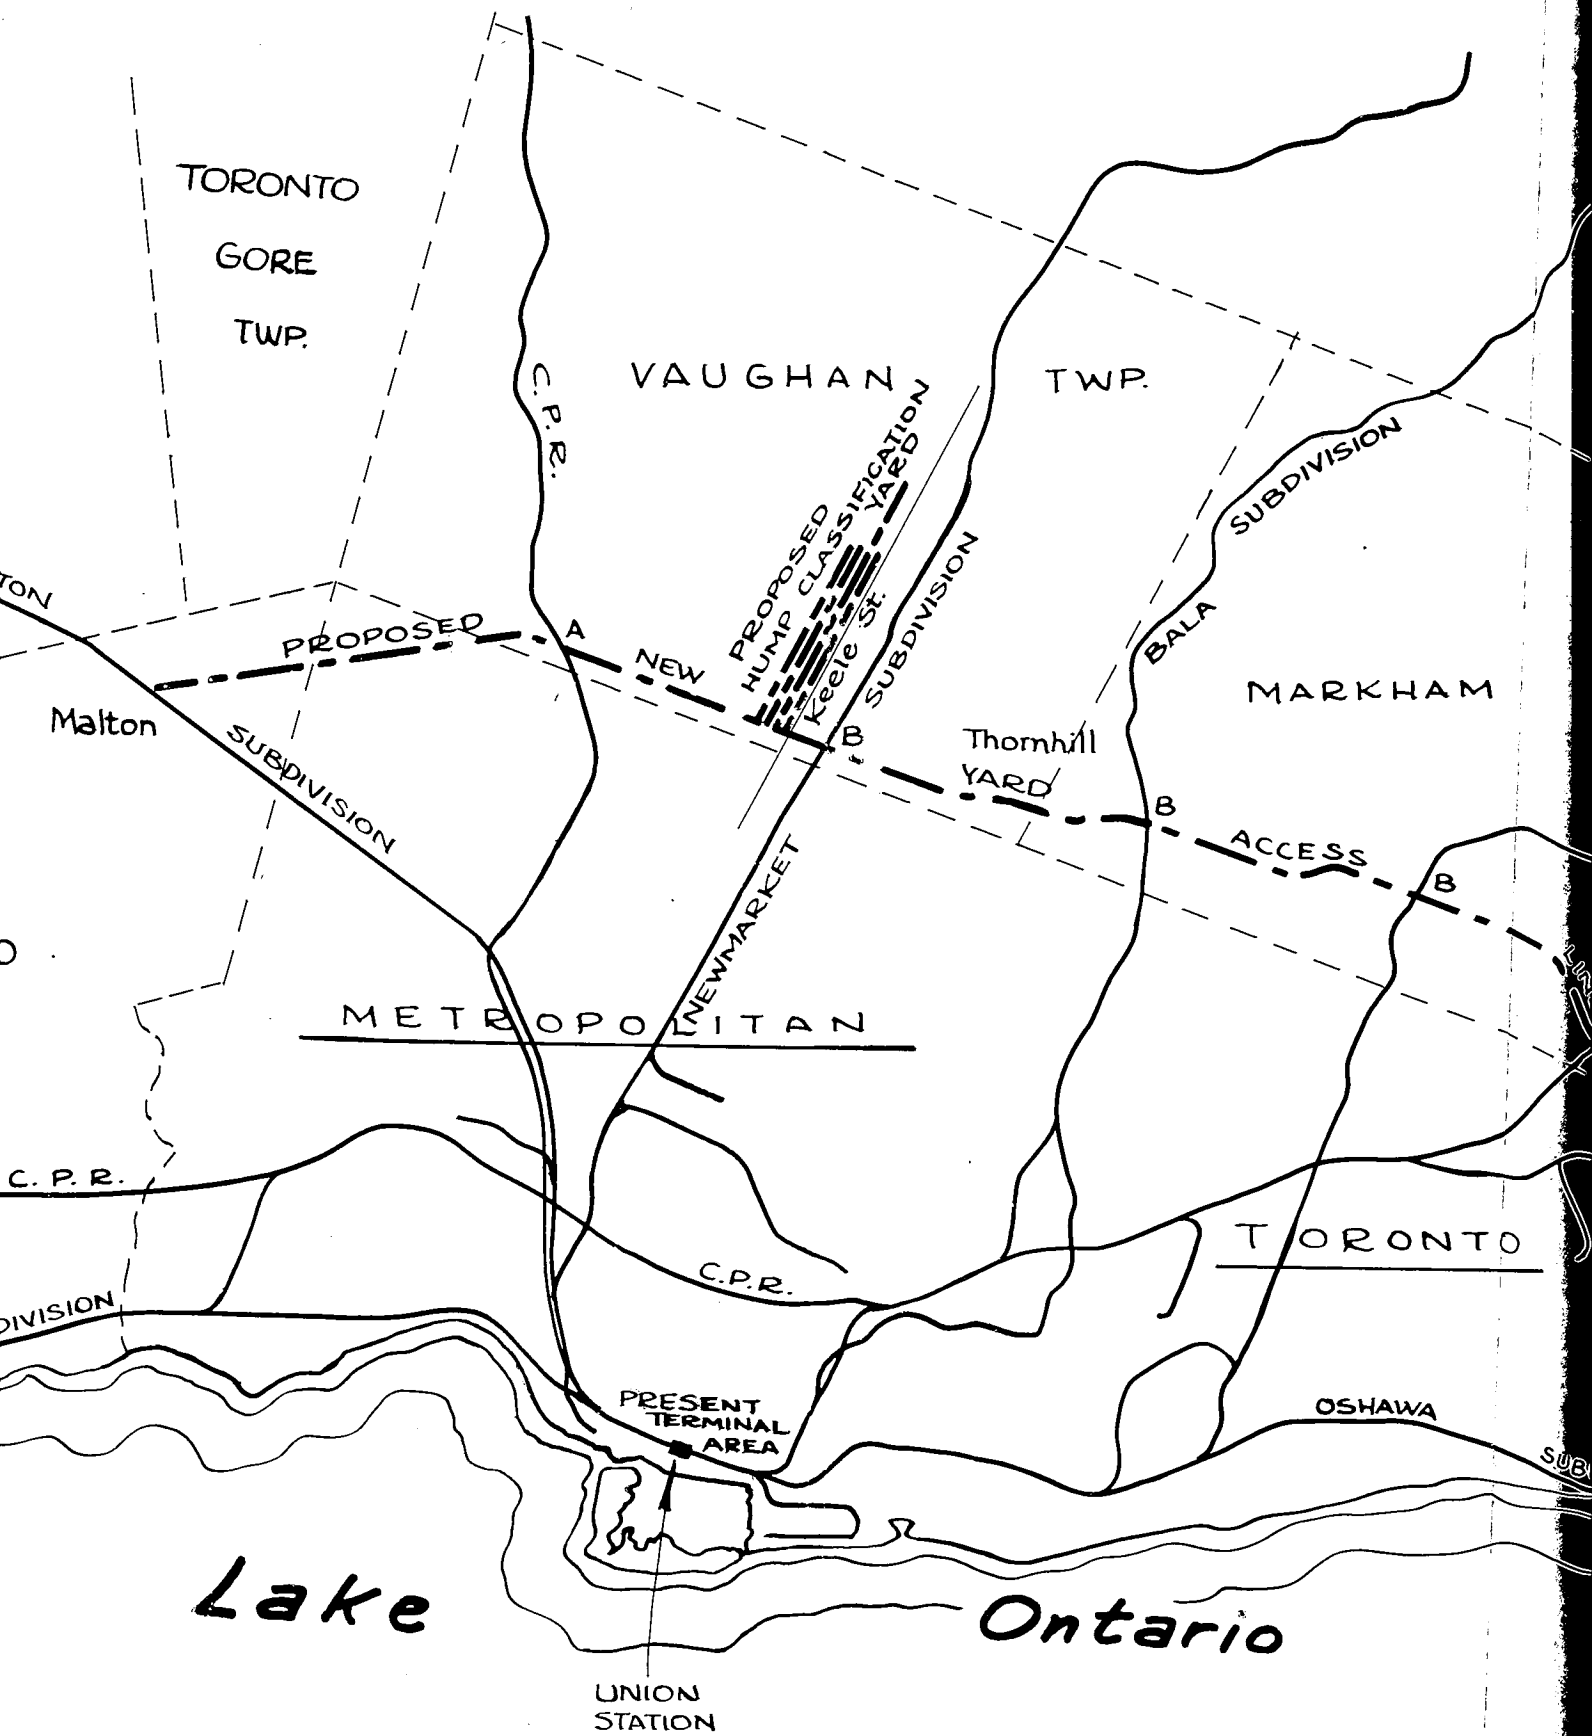 TORONTO
GORE
TWP.
C.P.R.
VAUGHAN TWP.
PROPOSED
HUMP CLASSIFICATION
YARD
Keele St.
SUBDIVISION
BALA SUBDIVISION
TON
PROPOSED
A
NEW
MARKHAM
Malton
SUBDIVISION
B
Thornhill
YARD
B
ACCESS
B
NEWMARKET
O
METROPOLITAN
C. P. R.
TORONTO
C.P.R.
DIVISION
PRESENT
TERMINAL
AREA
OSHAWA
SUB
Lake Ontario
UNION
STATION